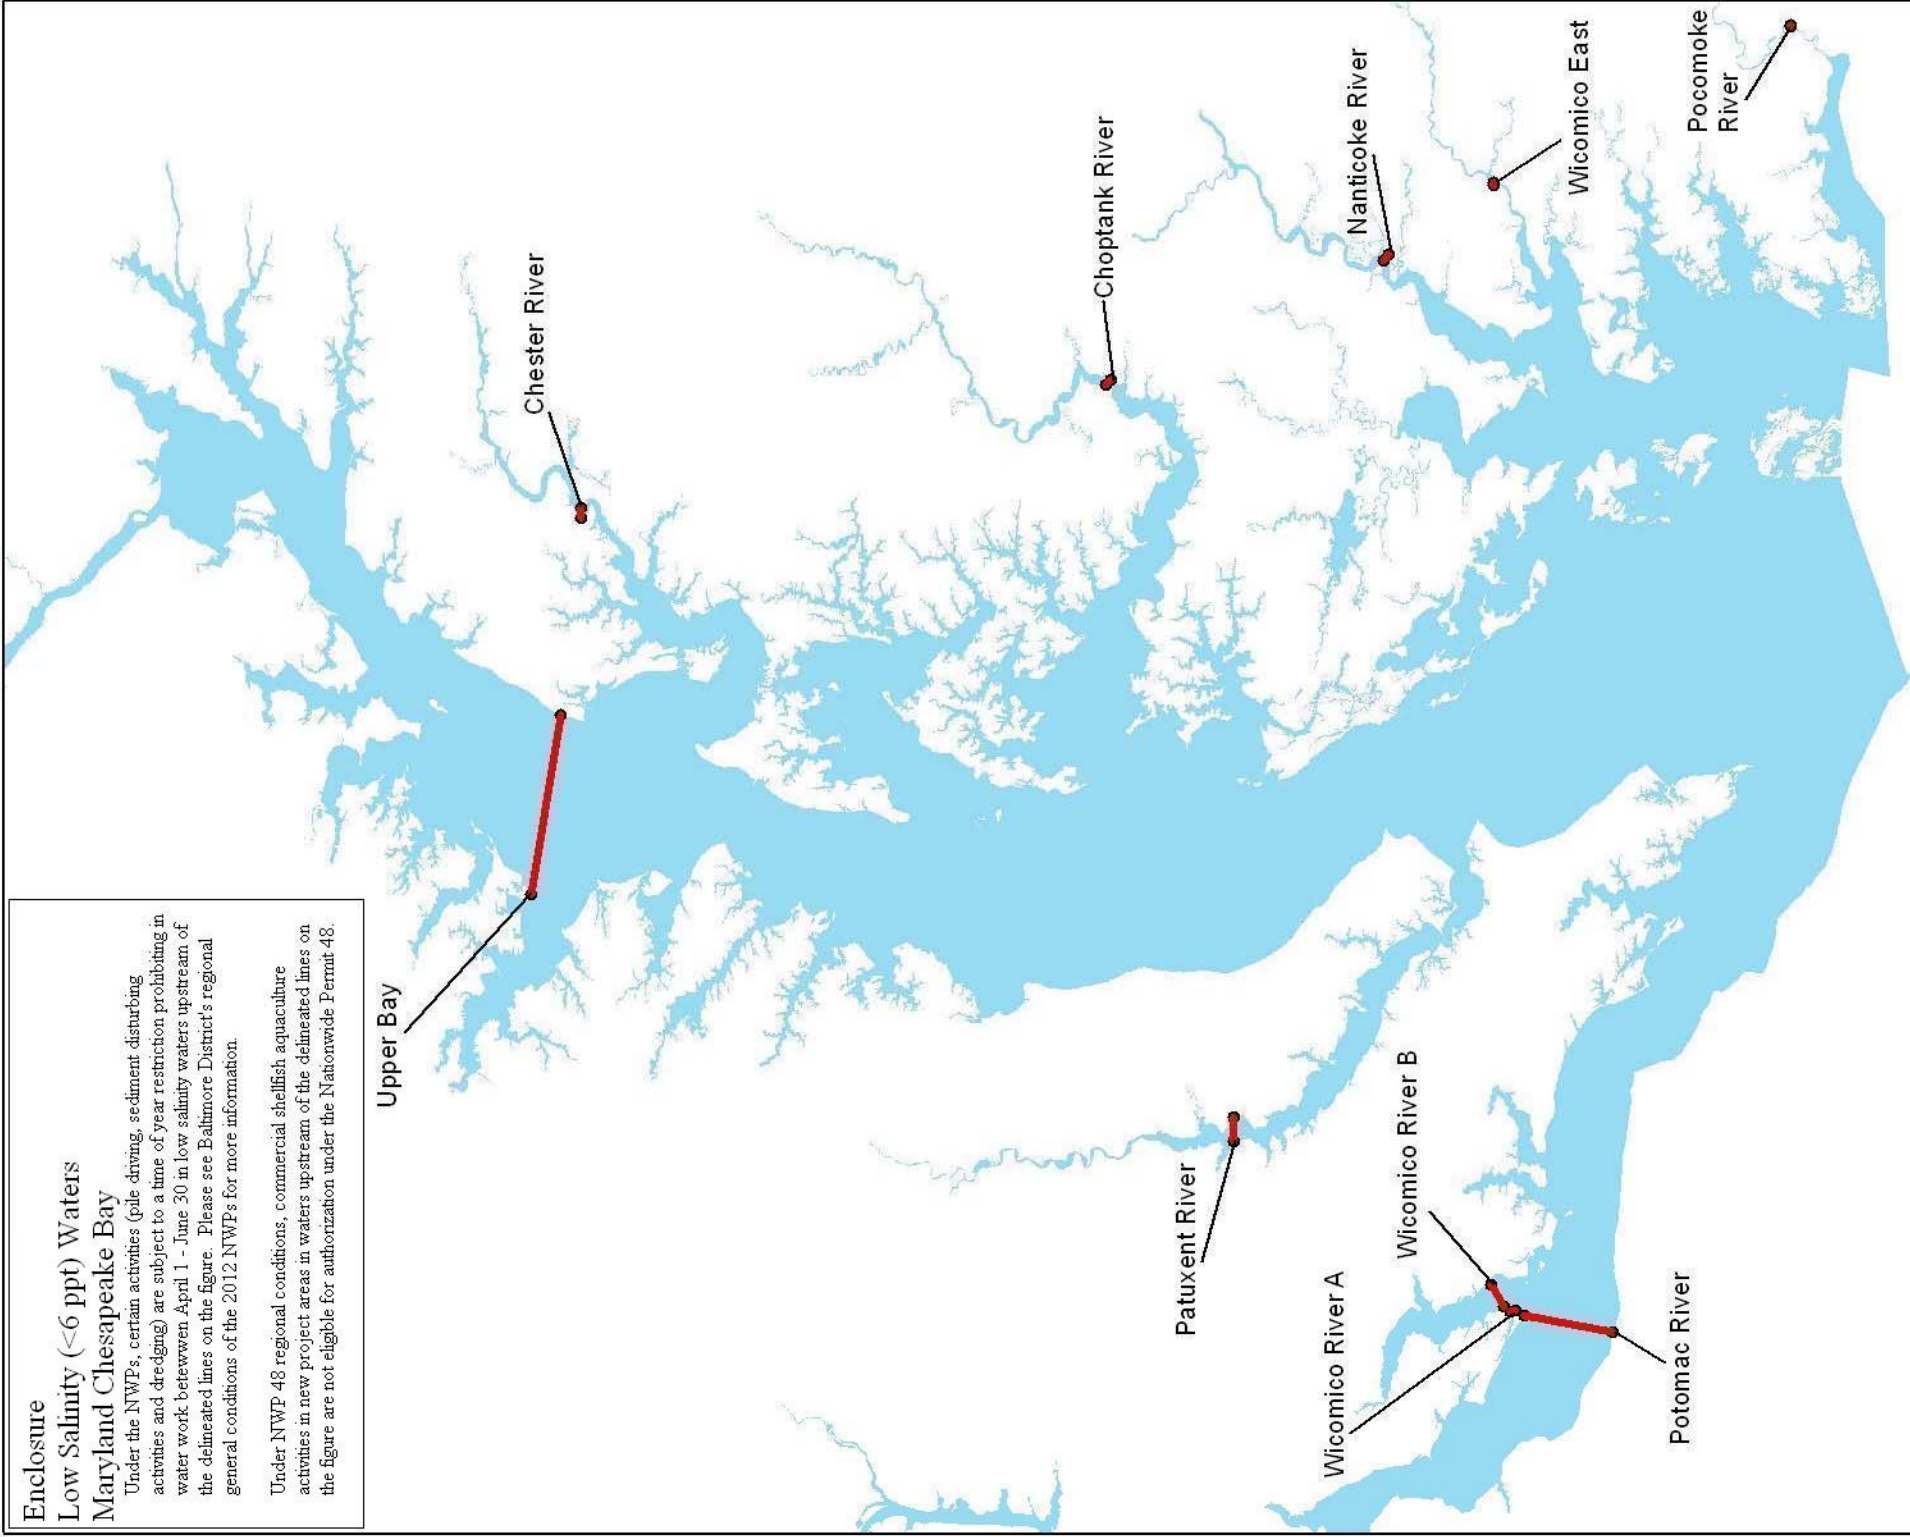 Enclosure
Low Salinity (<6 ppt) Waters
Maryland Chesapeake Bay
Under the NWPs, certain activities (pile driving, sediment disturbing
activities and dredging) are subject to a time of year restriction prohibiting in
water work betewwen April 1 - June 30 in low salinity waters upstream of
the delineated lines on the figure. Please see Baltimore District's regional
general conditions of the 2012 NWPs for more information.
Under NWP 48 regional conditions, commercial shellfish aquaculture
activities in new project areas in waters upstream of the delineated lines on
the figure are not eligible for authorization under the Nationwide Permit 48.
Upper Bay
Chester River
Choptank River
Nanticoke River
Wicomico East
Pocomoke
River
Patuxent River
Wicomico River B
Wicomico River A
Potomac River